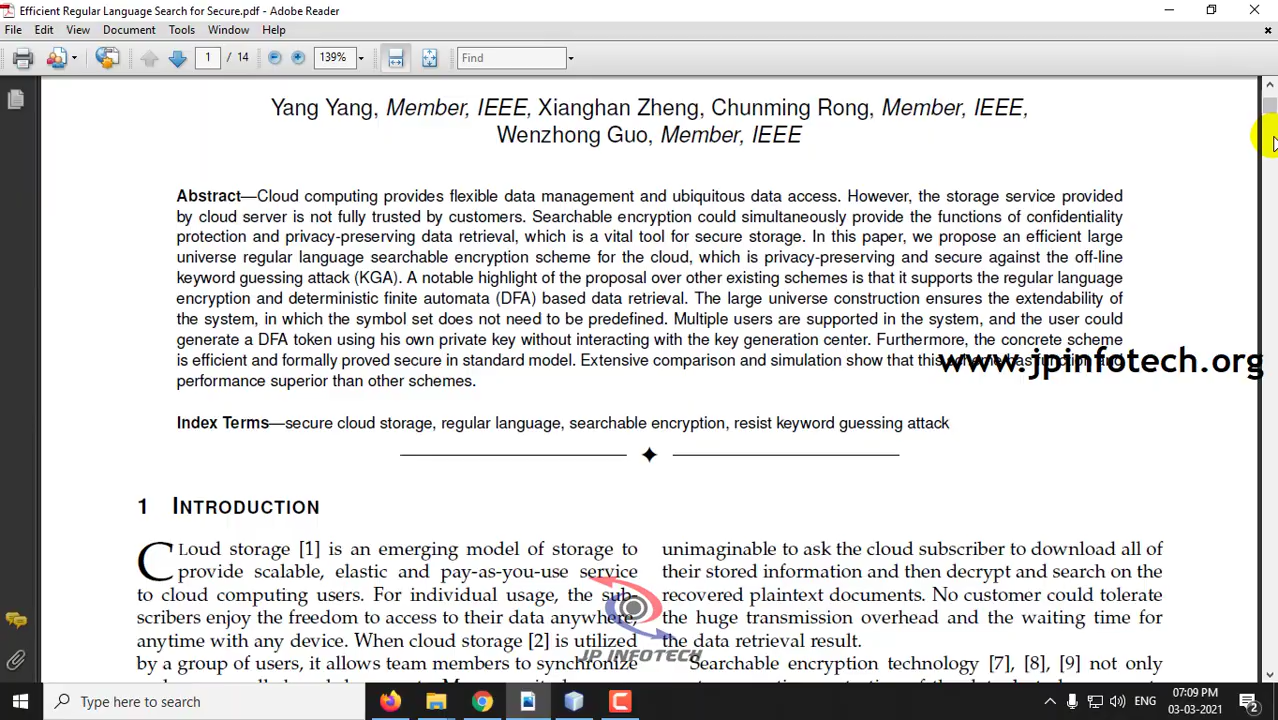 Efficient Regular Language Search for Secure.pdf - Adobe Reader
File Edit View Document Tools Window Help
1 / 14 139% Find
Yang Yang, Member, IEEE, Xianghan Zheng, Chunming Rong, Member, IEEE,
Wenzhong Guo, Member, IEEE
Abstract—Cloud computing provides flexible data management and ubiquitous data access. However, the storage service provided
by cloud server is not fully trusted by customers. Searchable encryption could simultaneously provide the functions of confidentiality
protection and privacy-preserving data retrieval, which is a vital tool for secure storage. In this paper, we propose an efficient large
universe regular language searchable encryption scheme for the cloud, which is privacy-preserving and secure against the off-line
keyword guessing attack (KGA). A notable highlight of the proposal over other existing schemes is that it supports the regular language
encryption and deterministic finite automata (DFA) based data retrieval. The large universe construction ensures the extendability of
the system, in which the symbol set does not need to be predefined. Multiple users are supported in the system, and the user could
generate a DFA token using his own private key without interacting with the key generation center. Furthermore, the concrete scheme
is efficient and formally proved secure in standard model. Extensive comparison and simulation show that this scheme has function and
www.jpinfotech.org
performance superior than other schemes.
Index Terms—secure cloud storage, regular language, searchable encryption, resist keyword guessing attack
1 INTRODUCTION
CLoud storage [1] is an emerging model of storage to
provide scalable, elastic and pay-as-you-use service
to cloud computing users. For individual usage, the sub-
scribers enjoy the freedom to access to their data anywhere,
anytime with any device. When cloud storage [2] is utilized
by a group of users, it allows team members to synchronize
unimaginable to ask the cloud subscriber to download all of
their stored information and then decrypt and search on the
recovered plaintext documents. No customer could tolerate
the huge transmission overhead and the waiting time for
the data retrieval result.
Searchable encryption technology [7], [8], [9] not only
JP INFOTECH
Type here to search
ENG
07:09 PM
03-03-2021
2